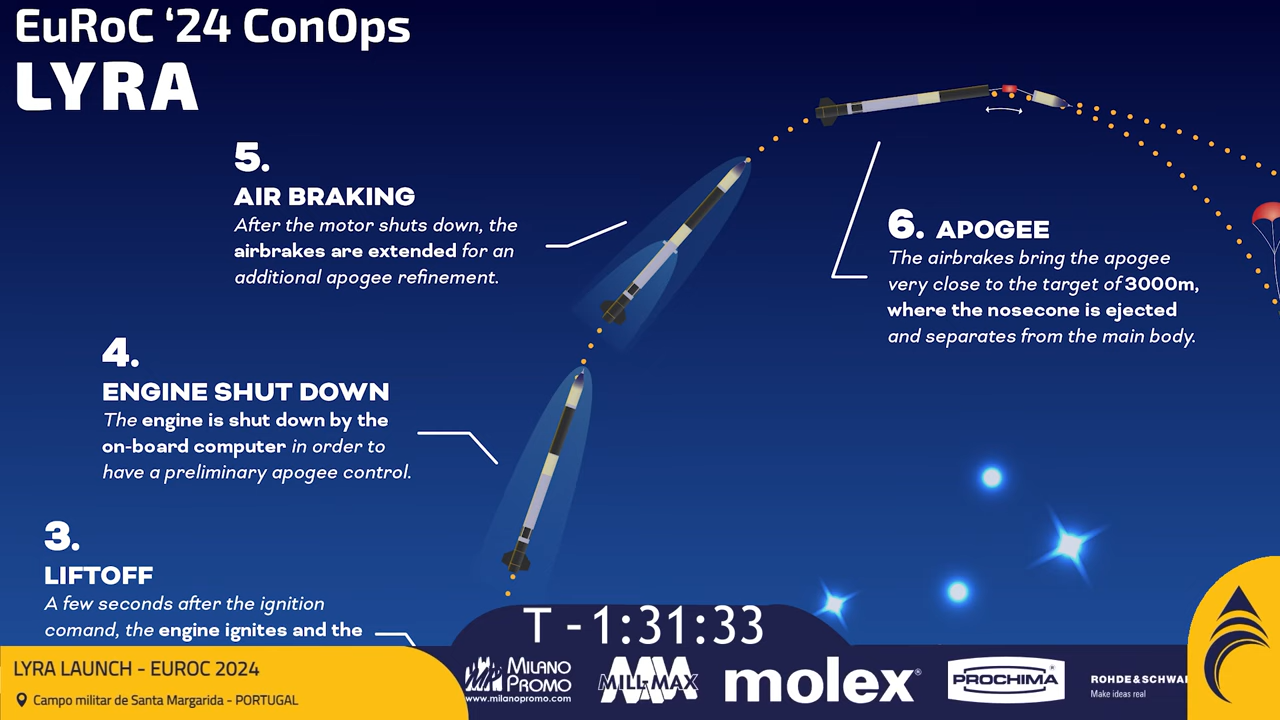 EuRoC ‘24 ConOps
LYRA
5.
AIR BRAKING
After the motor shuts down, the
airbrakes are extended for an
additional apogee refinement.
6. APOGEE
The airbrakes bring the apogee
very close to the target of 3000m,
where the nosecone is ejected
and separates from the main body.
4.
ENGINE SHUT DOWN
The engine is shut down by the
on-board computer in order to
have a preliminary apogee control.
3.
LIFTOFF
A few seconds after the ignition
comand, the engine ignites and the
T - 1:31:33
LYRA LAUNCH - EUROC 2024
Campo militar de Santa Margarida - PORTUGAL
MILANO
PROMO
www.milanopromo.com
MILL-MAX
molex®
PROCHIMA
ROHDE&SCHWA
Make ideas real